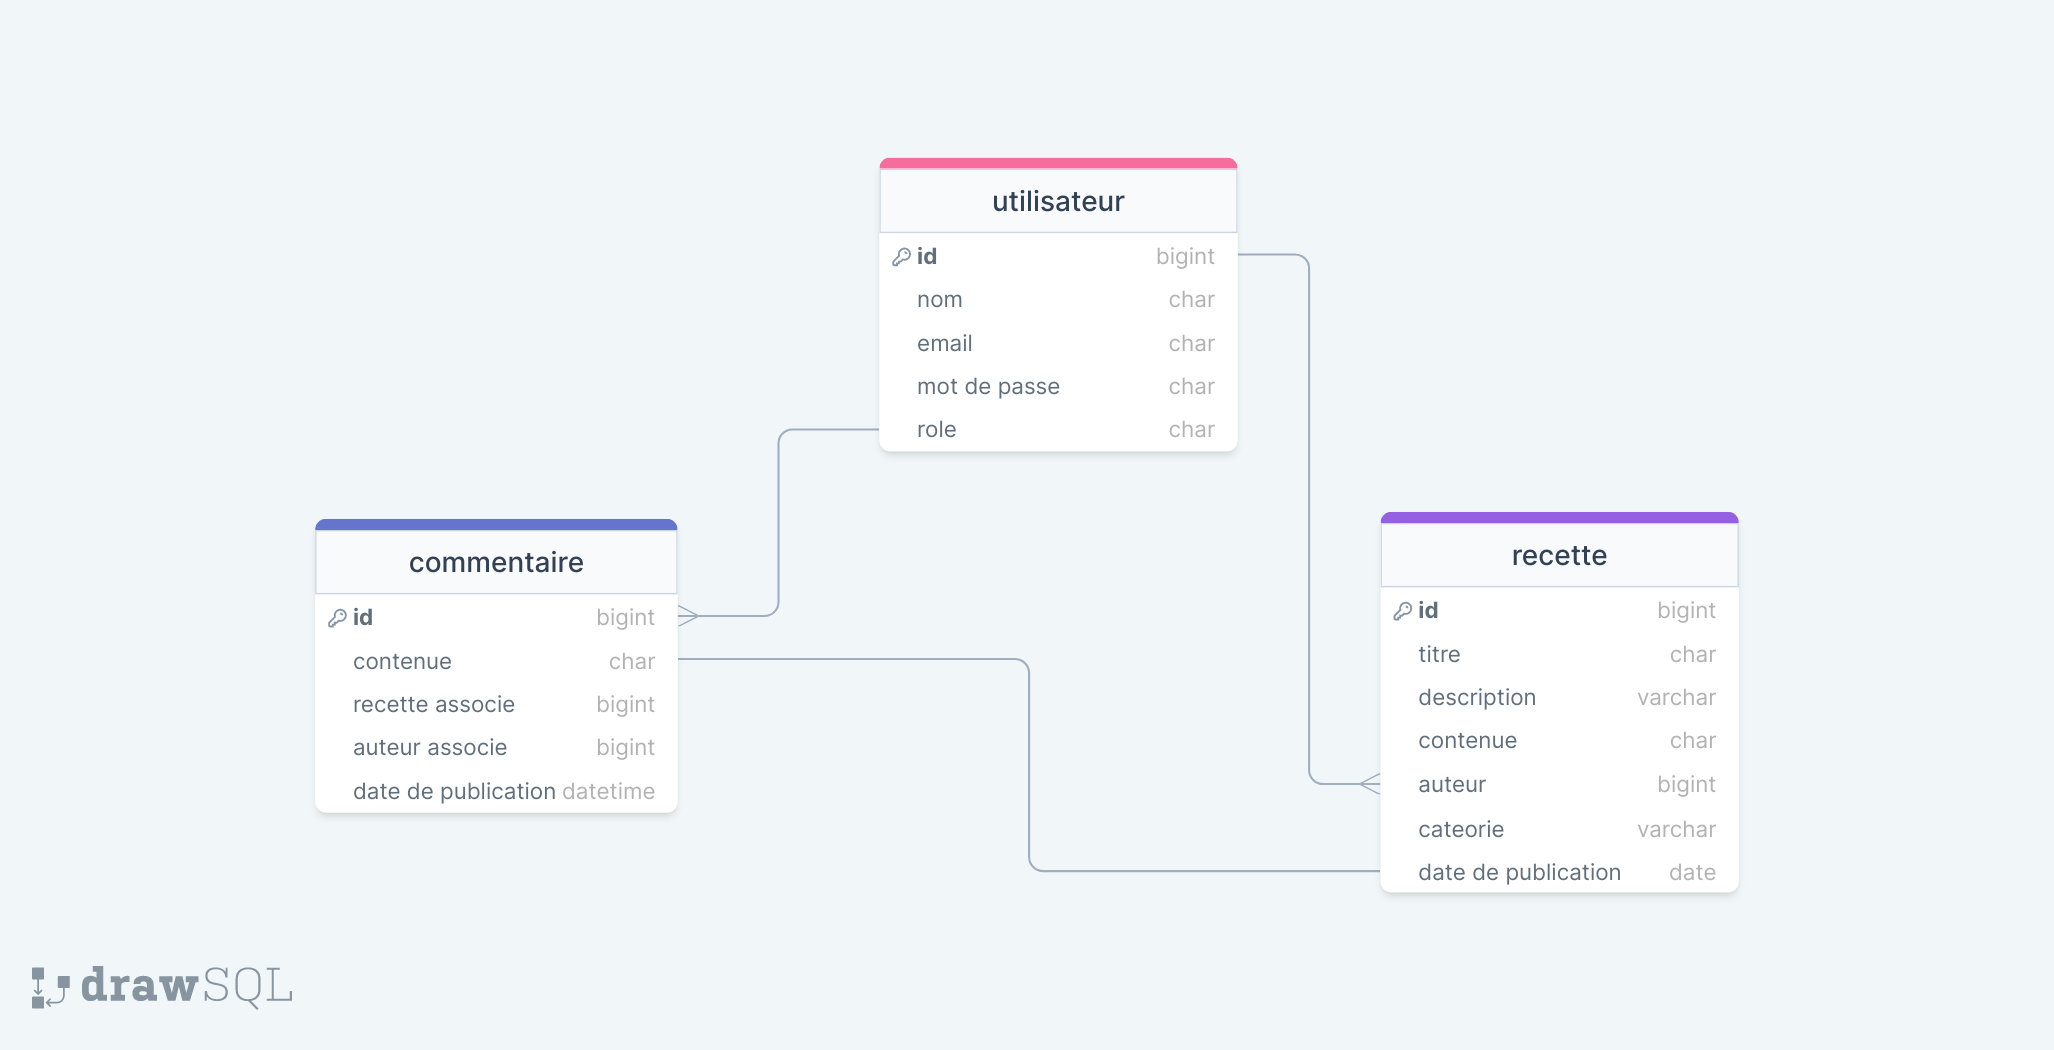 utilisateur
id bigint
nom char
email char
mot de passe char
role char
commentaire
id bigint
contenue char
recette associe bigint
auteur associe bigint
date de publication datetime
recette
id bigint
titre char
description varchar
contenue char
auteur bigint
cateorie varchar
date de publication date
drawSQL